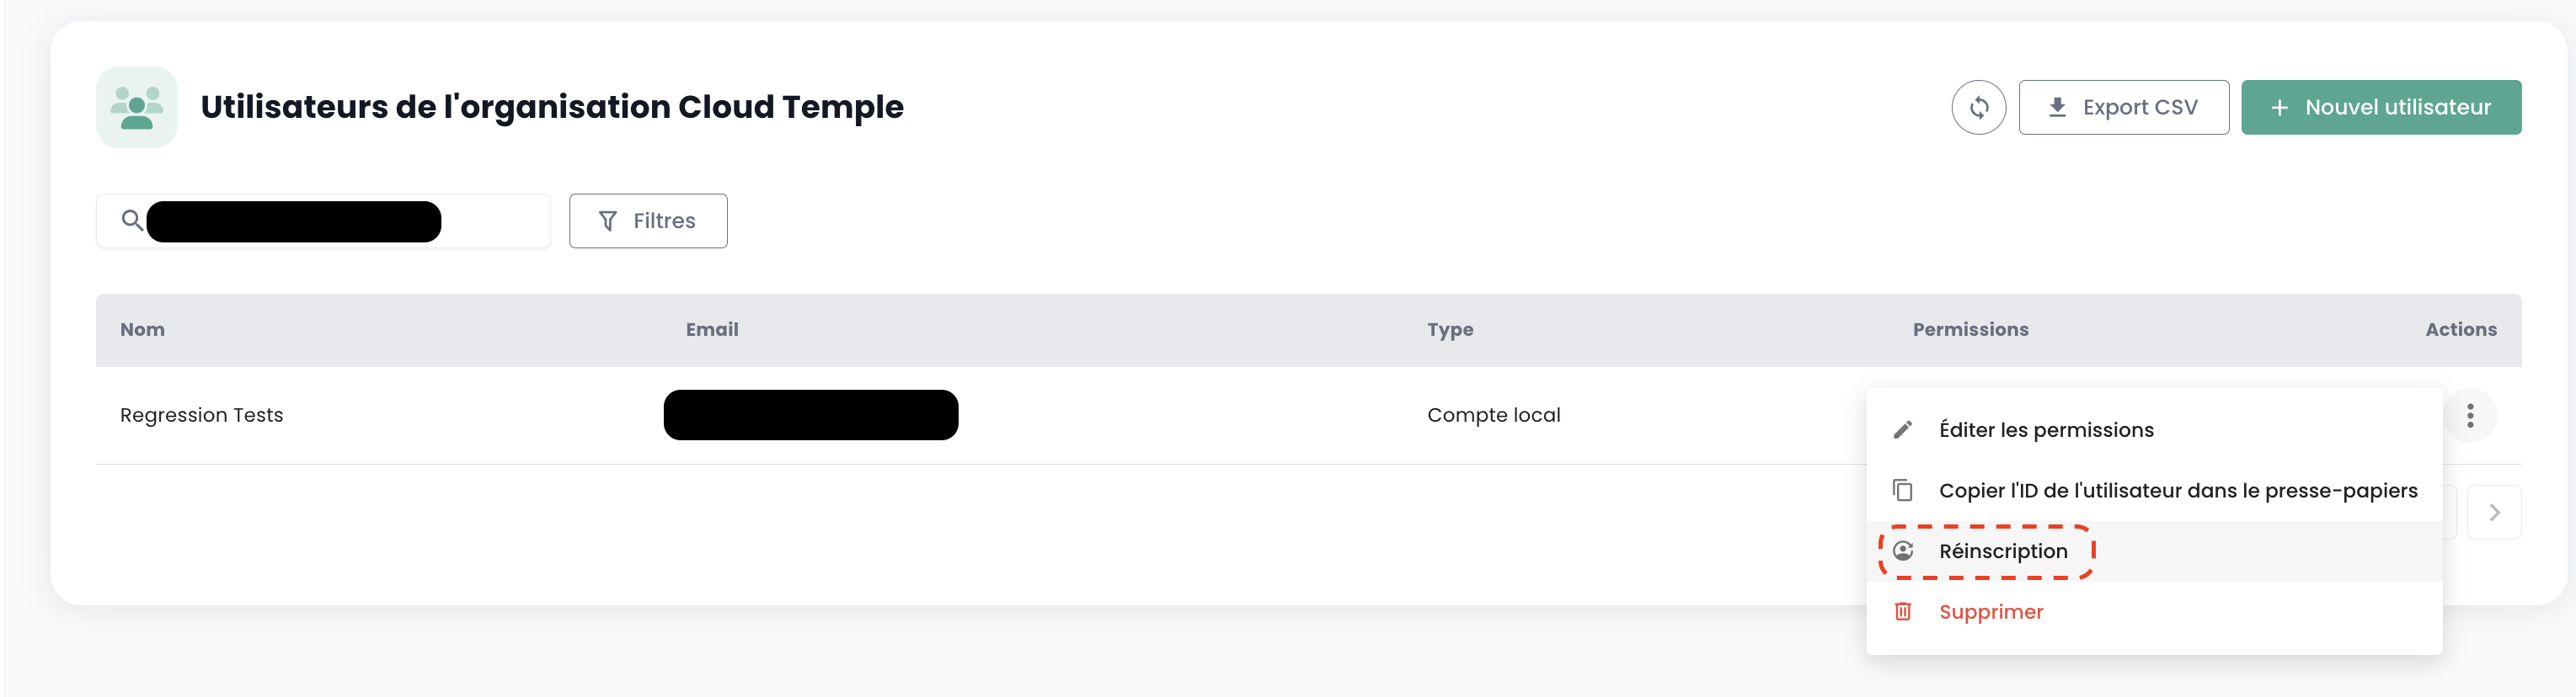 Utilisateurs de l'organisation Cloud Temple
Export CSV
Nouvel utilisateur
Filtres
Nom Email Type Permissions Actions
Regression Tests Compte local
Éditer les permissions
Copier l'ID de l'utilisateur dans le presse-papiers
Réinscription
Supprimer